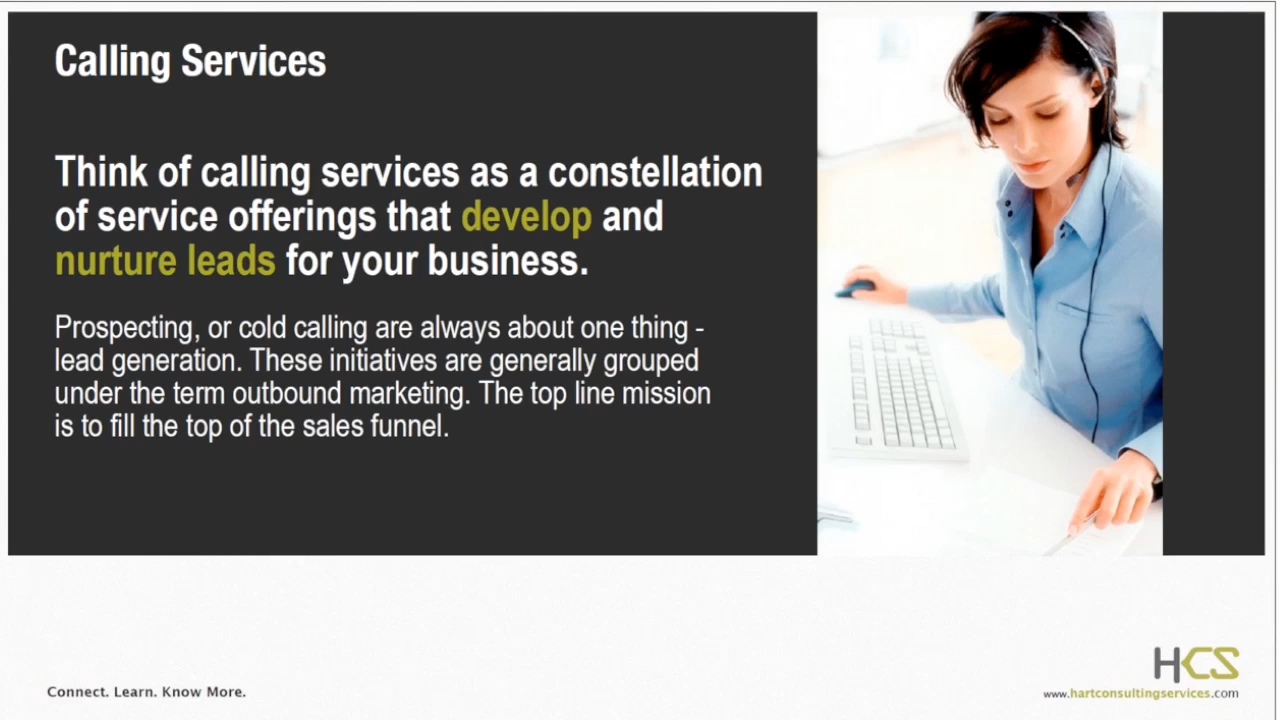 Calling Services
Think of calling services as a constellation
of service offerings that develop and
nurture leads for your business.
Prospecting, or cold calling are always about one thing -
lead generation. These initiatives are generally grouped
under the term outbound marketing. The top line mission
is to fill the top of the sales funnel.
HCS
Connect. Learn. Know More.
www.hartconsultingservices.com